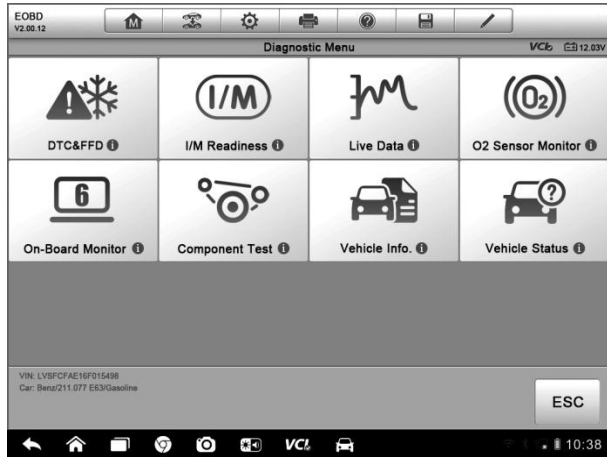 EOBD
V2.00.12
M
Diagnostic Menu
VCI 12.03V
I/M
O2
DTC&FFD
I/M Readiness
Live Data
O2 Sensor Monitor
6
?
On-Board Monitor
Component Test
Vehicle Info.
Vehicle Status
VIN: LVSFCFAE16F015498
Car: Benz/211.077 E63/Gasoline
ESC
VCI
10:38